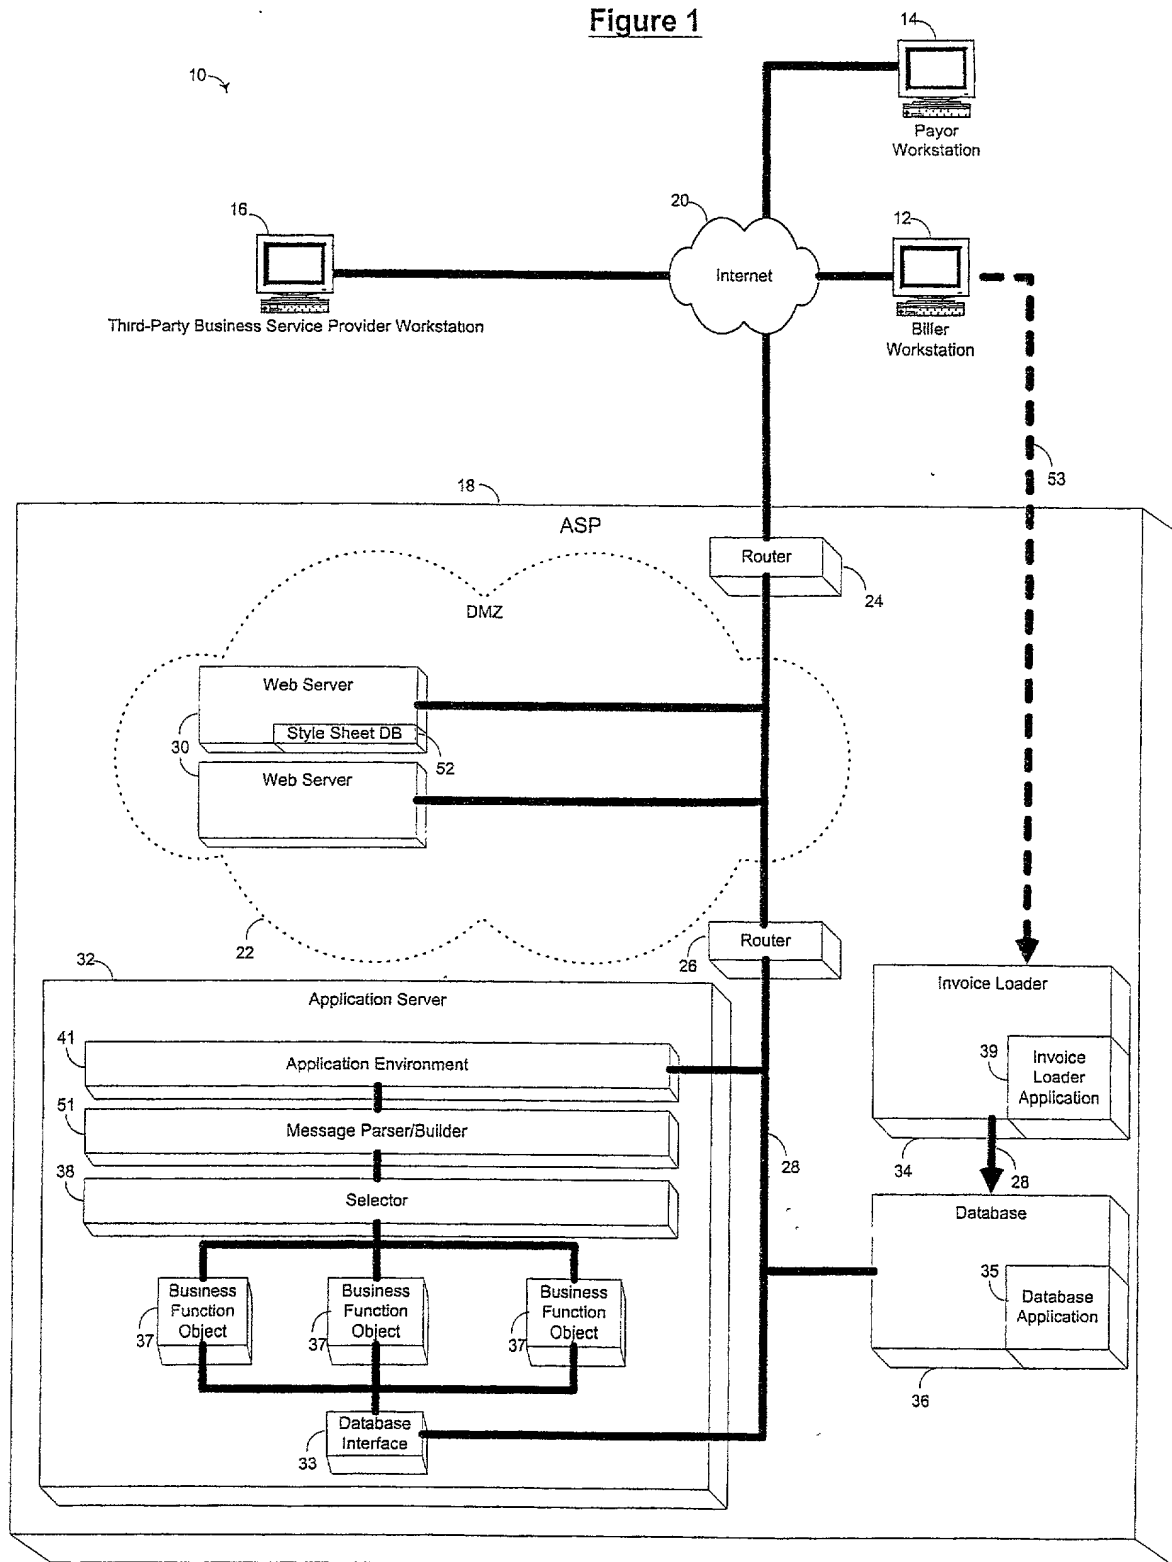 Figure 1
14
10
Payor
Workstation
16
20
12
Internet
Third-Party Business Service Provider Workstation
Biller
Workstation
53
18
ASP
Router
24
DMZ
Web Server
Style Sheet DB
30
52
Web Server
22
Router
26
32
Application Server
Invoice Loader
41
Application Environment
39
Invoice
Loader
Application
51
Message Parser/Builder
28
34
28
38
Selector
Database
35
Database
Application
Business
Function
Object
37
Business
Function
Object
37
Business
Function
Object
37
36
Database
Interface
33